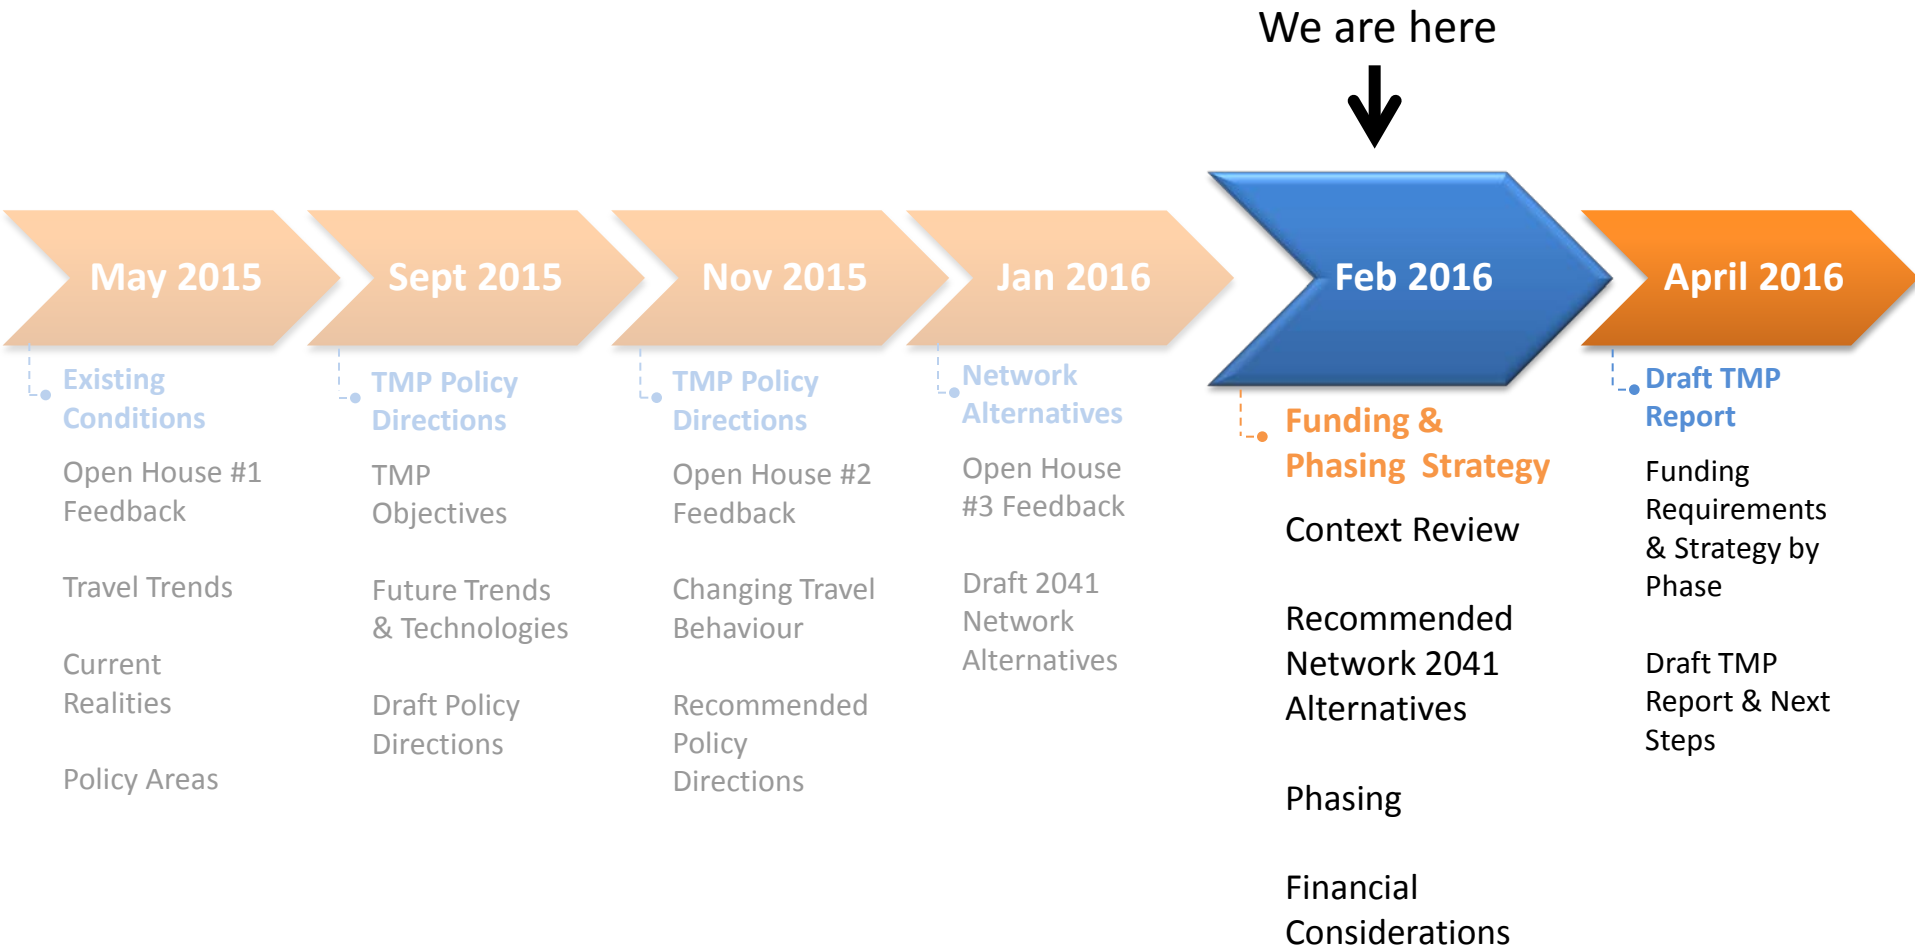 We are here
May 2015
Sept 2015
Nov 2015
Jan 2016
Feb 2016
April 2016
Existing
Conditions
Open House #1
Feedback
Travel Trends
Current
Realities
Policy Areas
TMP Policy
Directions
TMP
Objectives
Future Trends
& Technologies
Draft Policy
Directions
TMP Policy
Directions
Open House #2
Feedback
Changing Travel
Behaviour
Recommended
Policy
Directions
Network
Alternatives
Open House
#3 Feedback
Draft 2041
Network
Alternatives
Funding &
Phasing Strategy
Context Review
Recommended
Network 2041
Alternatives
Phasing
Financial
Considerations
Draft TMP
Report
Funding
Requirements
& Strategy by
Phase
Draft TMP
Report & Next
Steps